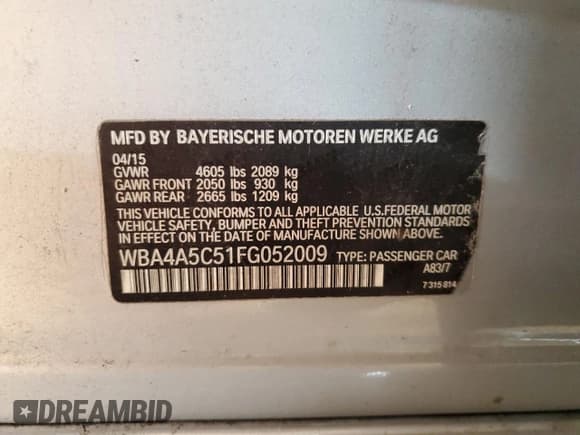 MFD BY BAYERISCHE MOTOREN WERKE AG
04/15
GVWR 4605 lbs 2089 kg
GAWR FRONT 2050 lbs 930 kg
GAWR REAR 2665 lbs 1209 kg
THIS VEHICLE CONFORMS TO ALL APPLICABLE U.S.FEDERAL MOTOR
VEHICLE SAFETY, BUMPER AND THEFT PREVENTION STANDARDS
IN EFFECT ON THE DATE OF MANUFACTURE SHOWN ABOVE.
WBA4A5C51FG052009 TYPE: PASSENGER CAR
A83/7
7 315 814
DREAMBID